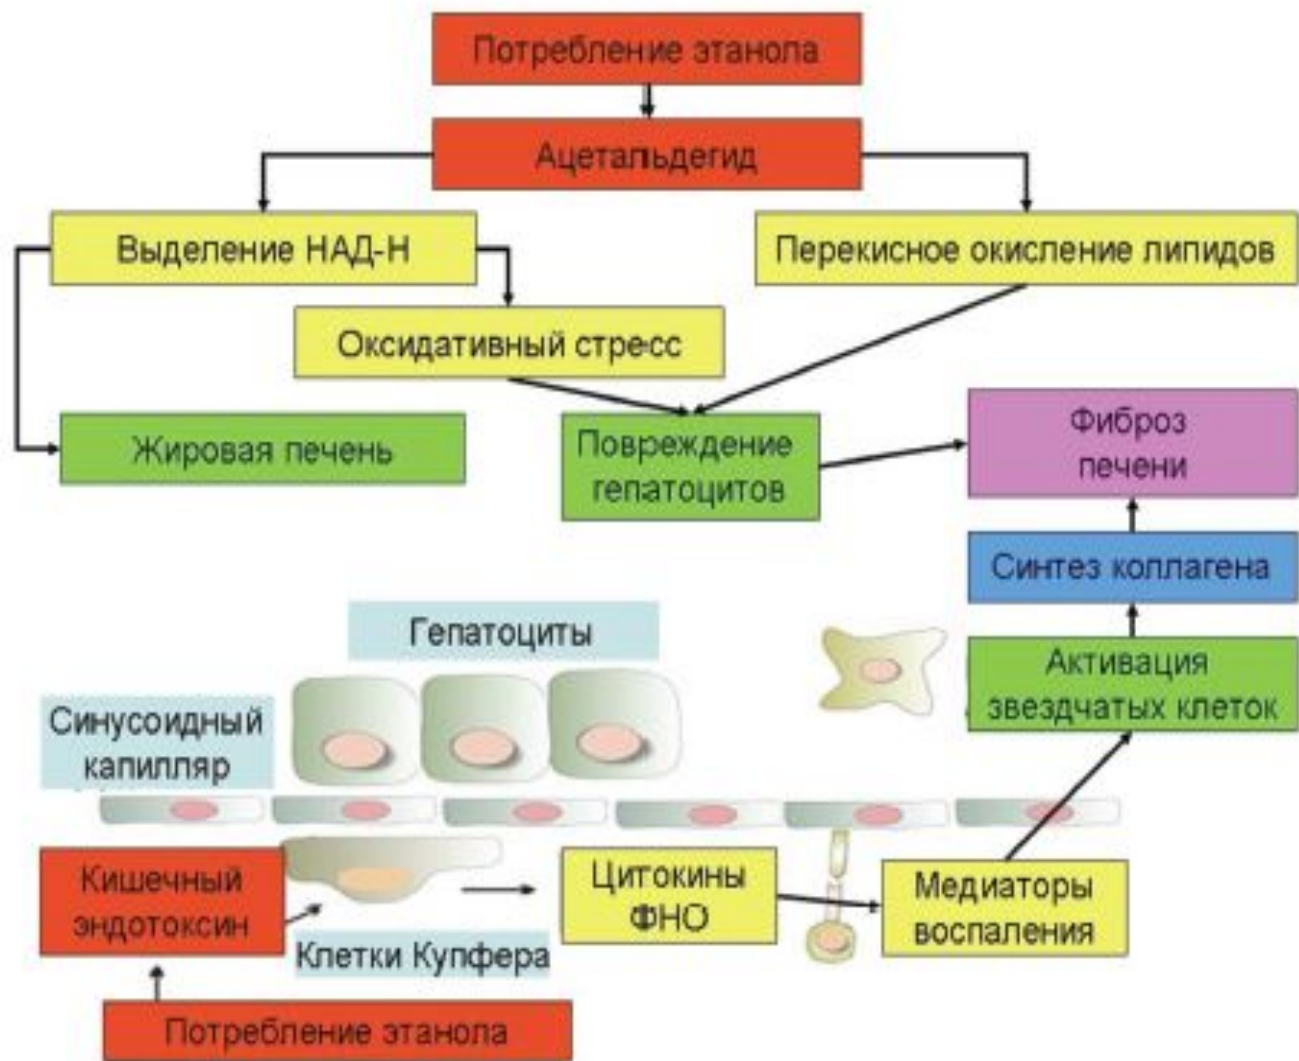 Потребление этанола
Ацетальдегид
Выделение НАД-Н
Перекисное окисление липидов
Оксидативный стресс
Жировая печень
Повреждение
гепатоцитов
Фиброз
печени
Синтез коллагена
Активация
звездчатых клеток
Гепатоциты
Синусоидный
капилляр
Кишечный
эндотоксин
Клетки Купфера
Цитокины
ФНО
Медиаторы
воспаления
Потребление этанола